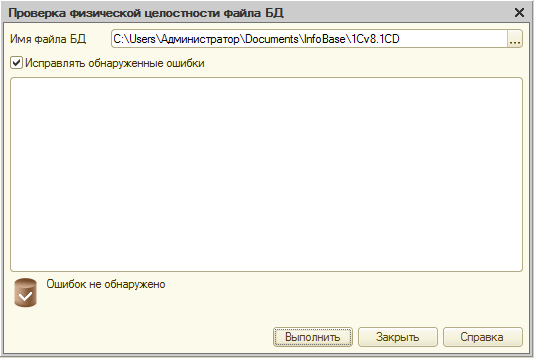 Проверка физической целостности файла БД
Имя файла БД C:\Users\Администратор\Documents\InfoBase\1Cv8.1CD ...
Исправлять обнаруженные ошибки
Ошибок не обнаружено
Выполнить Закрыть Справка